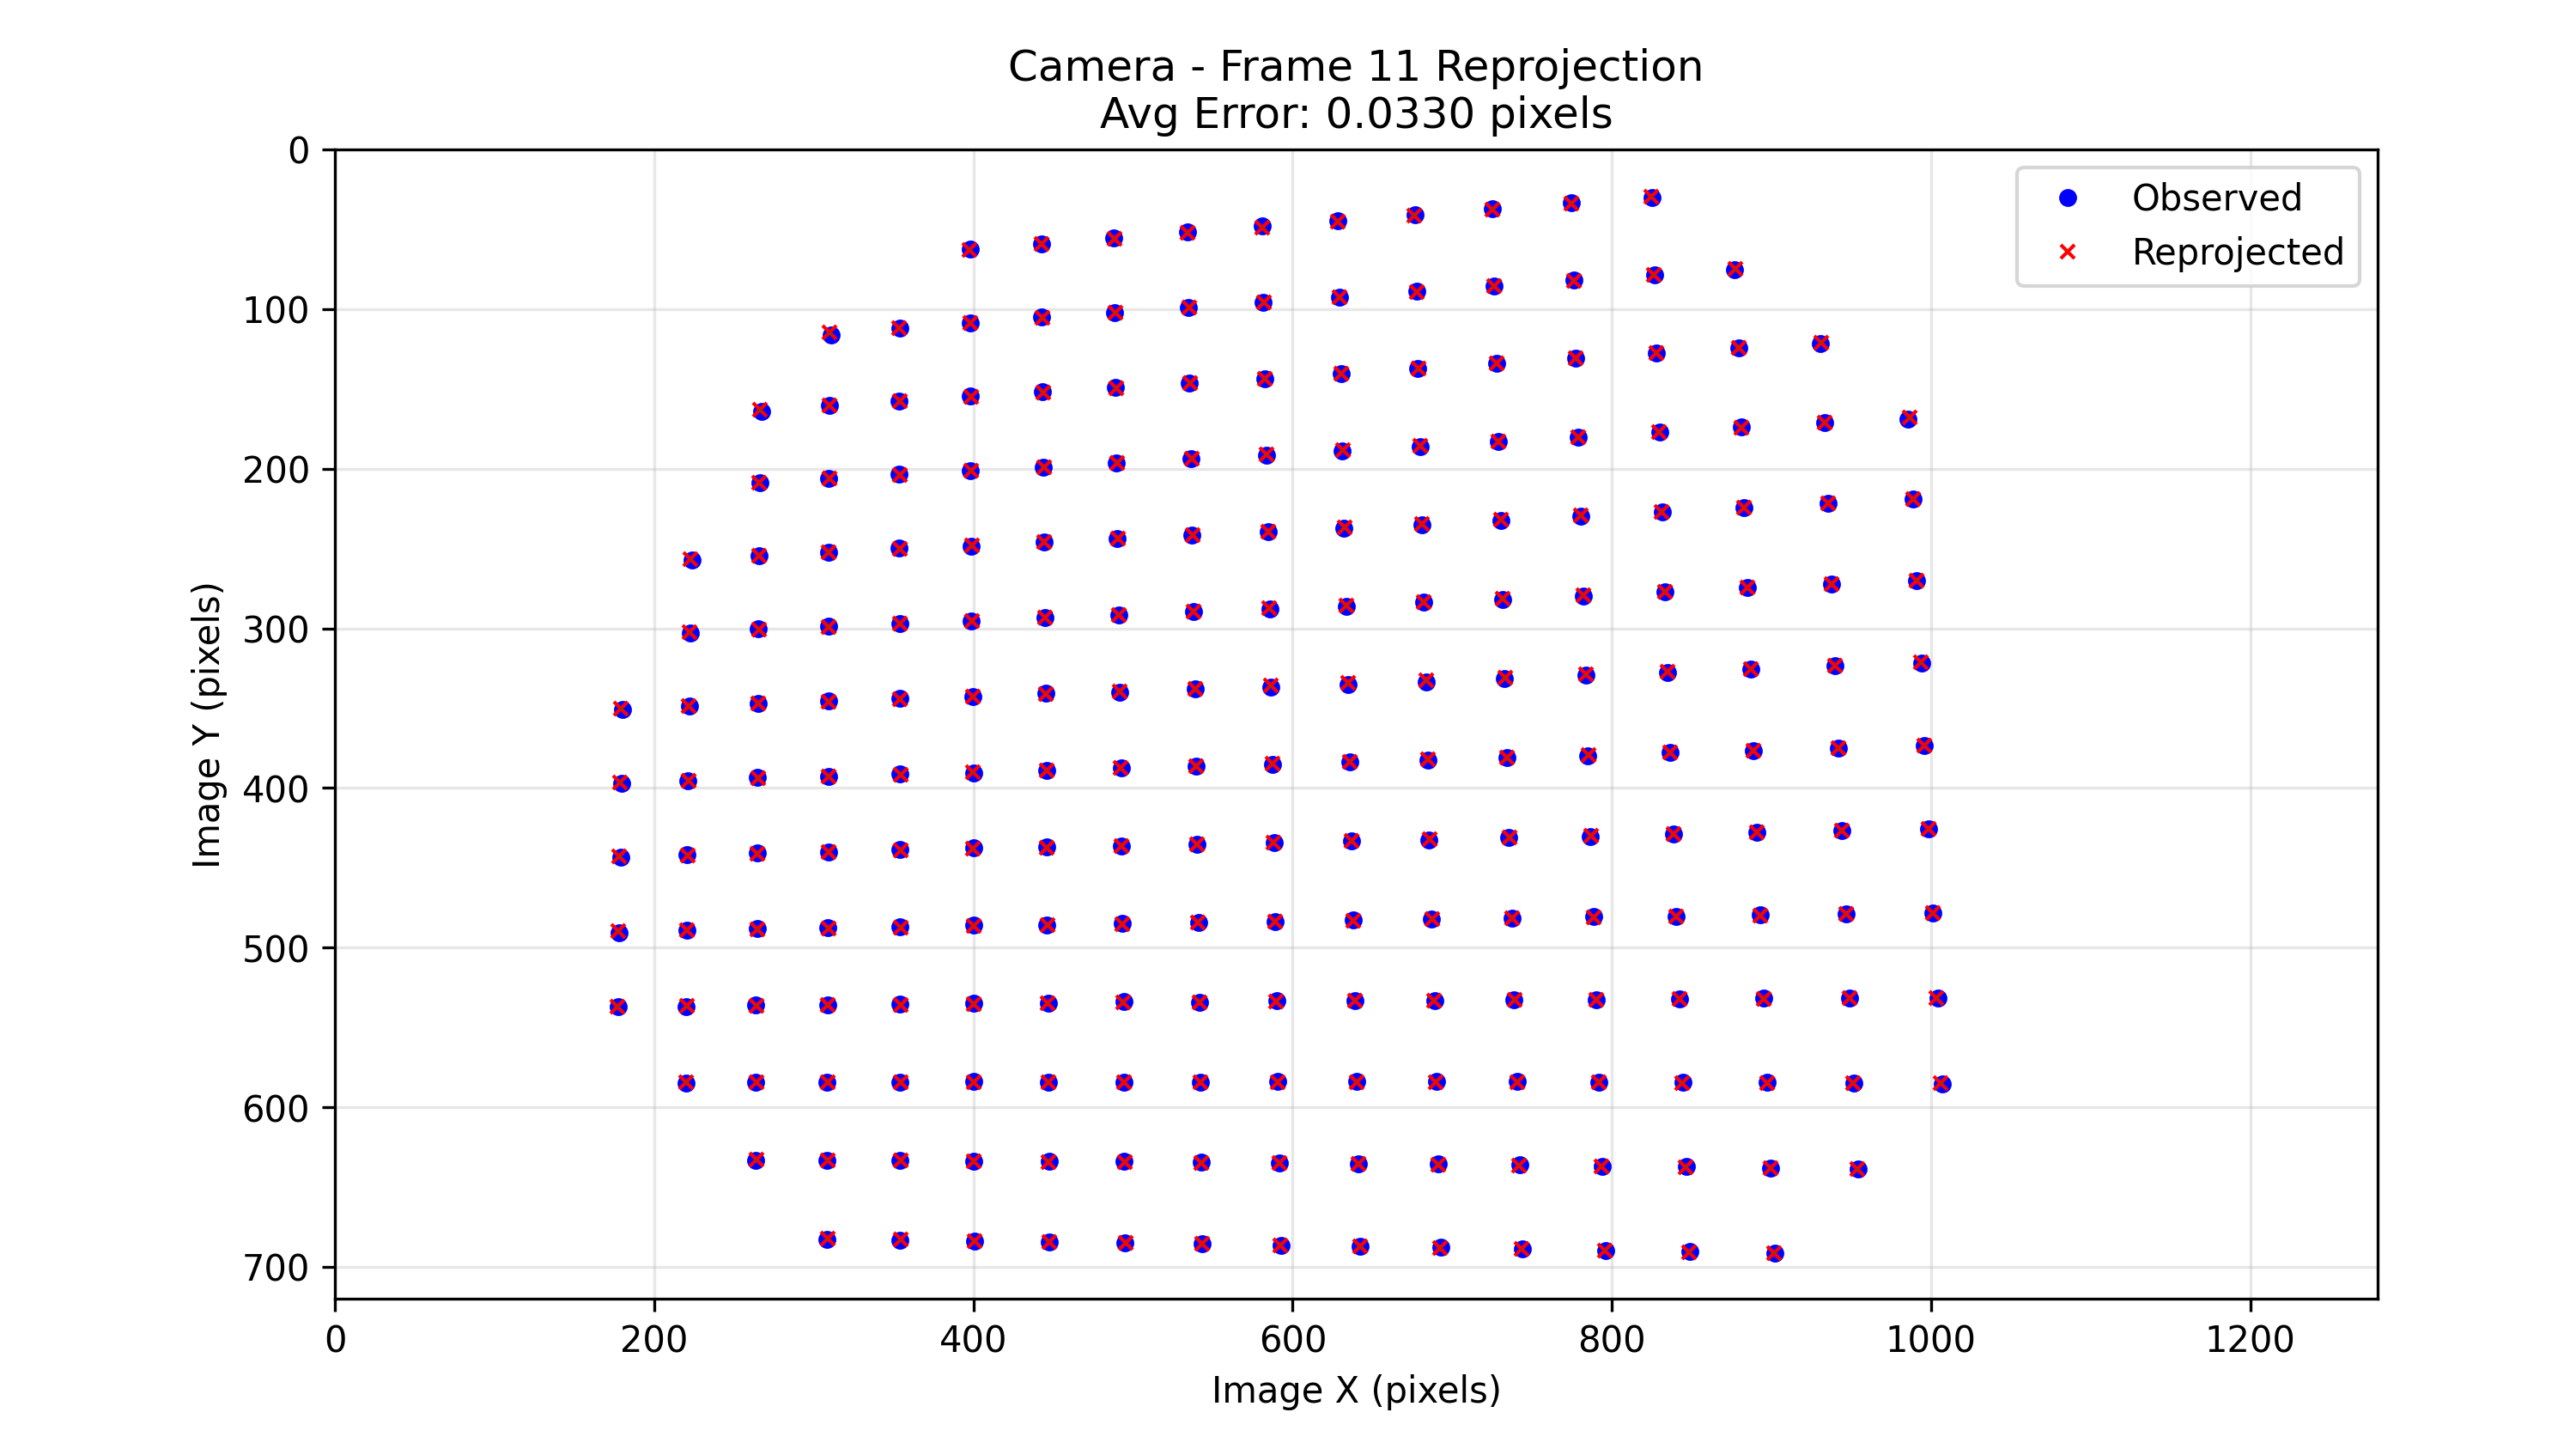 Camera - Frame 11 Reprojection
Avg Error: 0.0330 pixels
Observed
Reprojected
Image Y (pixels)
0
100
200
300
400
500
600
700
0
200
400
600
800
1000
1200
Image X (pixels)